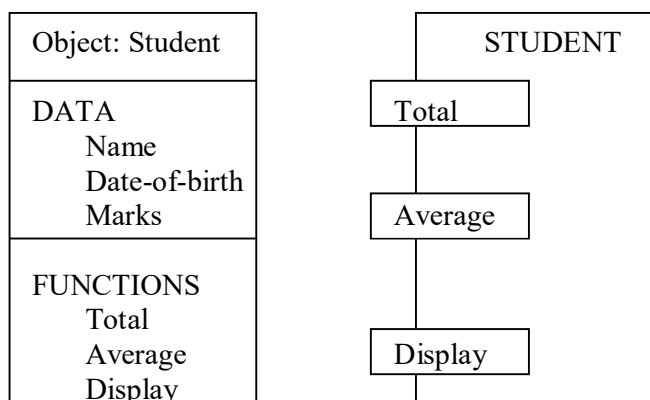 Object: Student
DATA
Name
Date-of-birth
Marks
FUNCTIONS
Total
Average
Display
STUDENT
Total
Average
Display